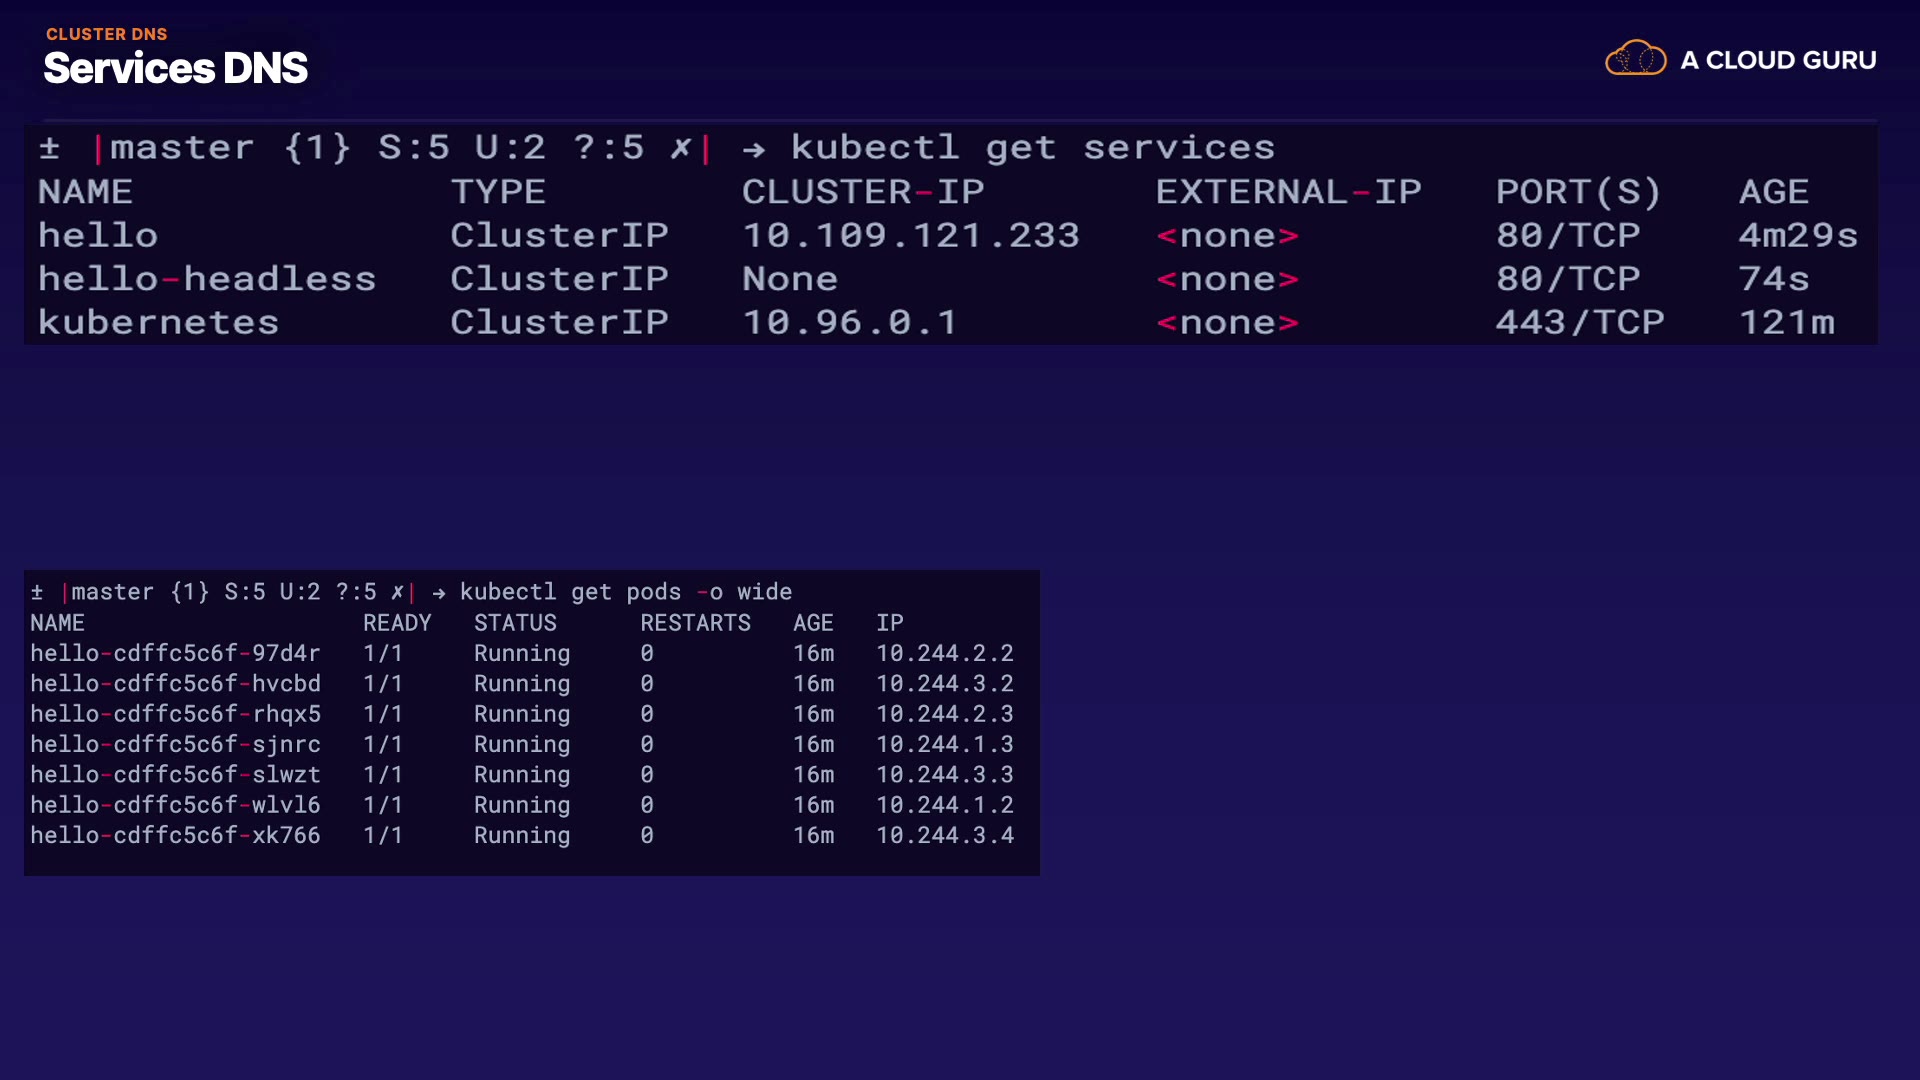 CLUSTER DNS
Services DNS
A CLOUD GURU
± |master {1} S:5 U:2 ?:5 ✗| → kubectl get services
NAME TYPE CLUSTER-IP EXTERNAL-IP PORT(S) AGE
hello ClusterIP 10.109.121.233 <none> 80/TCP 4m29s
hello-headless ClusterIP None <none> 80/TCP 74s
kubernetes ClusterIP 10.96.0.1 <none> 443/TCP 121m
± |master {1} S:5 U:2 ?:5 ✗| → kubectl get pods -o wide
NAME READY STATUS RESTARTS AGE IP
hello-cdffc5c6f-97d4r 1/1 Running 0 16m 10.244.2.2
hello-cdffc5c6f-hvcbd 1/1 Running 0 16m 10.244.3.2
hello-cdffc5c6f-rhqx5 1/1 Running 0 16m 10.244.2.3
hello-cdffc5c6f-sjnrc 1/1 Running 0 16m 10.244.1.3
hello-cdffc5c6f-slwzt 1/1 Running 0 16m 10.244.3.3
hello-cdffc5c6f-wlvl6 1/1 Running 0 16m 10.244.1.2
hello-cdffc5c6f-xk766 1/1 Running 0 16m 10.244.3.4